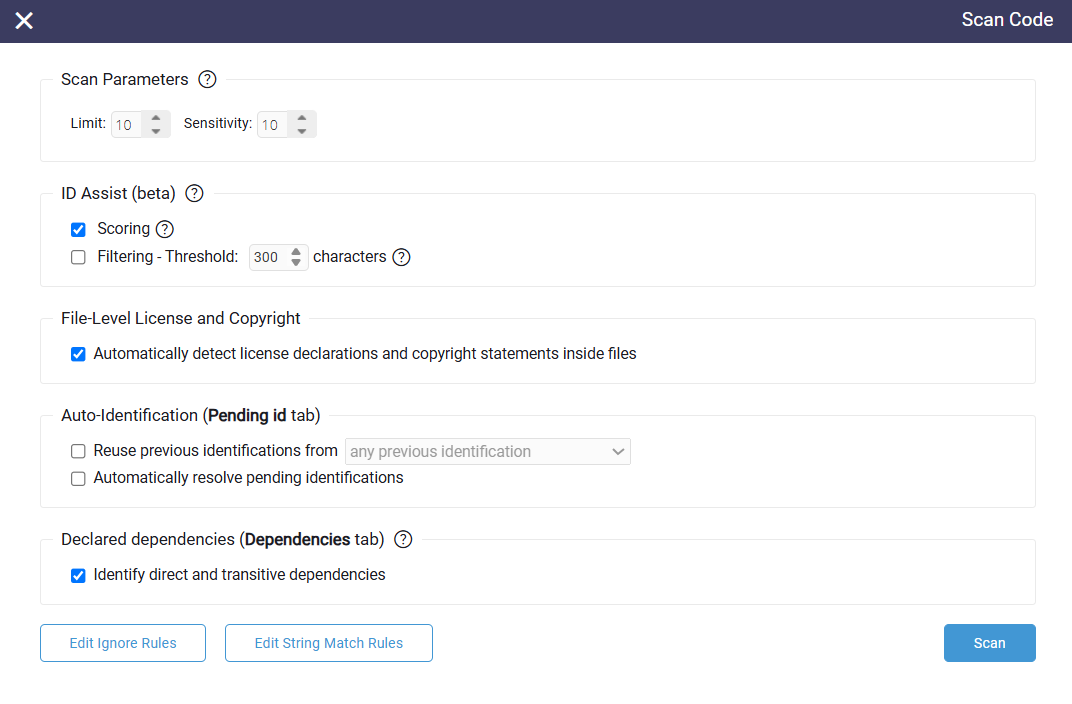 Scan Code
Scan Parameters ?
Limit: 10 Sensitivity: 10
ID Assist (beta) ?
Scoring ?
Filtering - Threshold: 300 characters ?
File-Level License and Copyright
Automatically detect license declarations and copyright statements inside files
Auto-Identification (Pending id tab)
Reuse previous identifications from any previous identification
Automatically resolve pending identifications
Declared dependencies (Dependencies tab) ?
Identify direct and transitive dependencies
Edit Ignore Rules Edit String Match Rules Scan